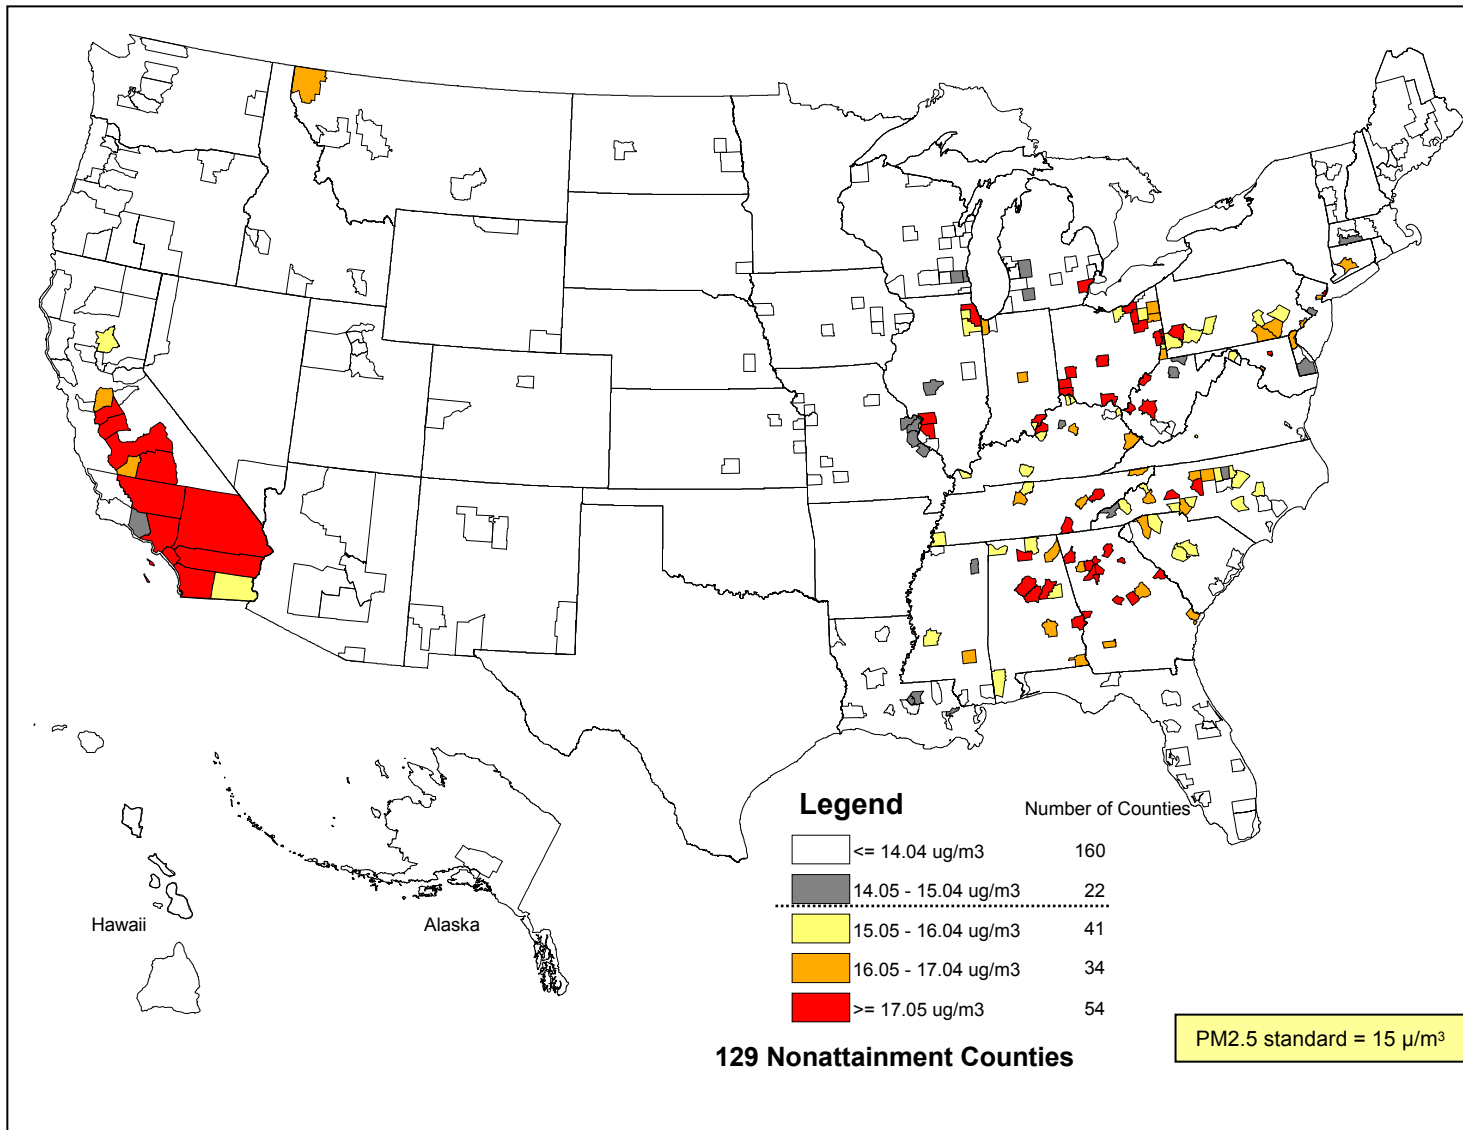 Legend
Number of Counties
<= 14.04 ug/m3 160
14.05 - 15.04 ug/m3 22
15.05 - 16.04 ug/m3 41
16.05 - 17.04 ug/m3 34
>= 17.05 ug/m3 54
Hawaii
Alaska
129 Nonattainment Counties
PM2.5 standard = 15 µ/m³